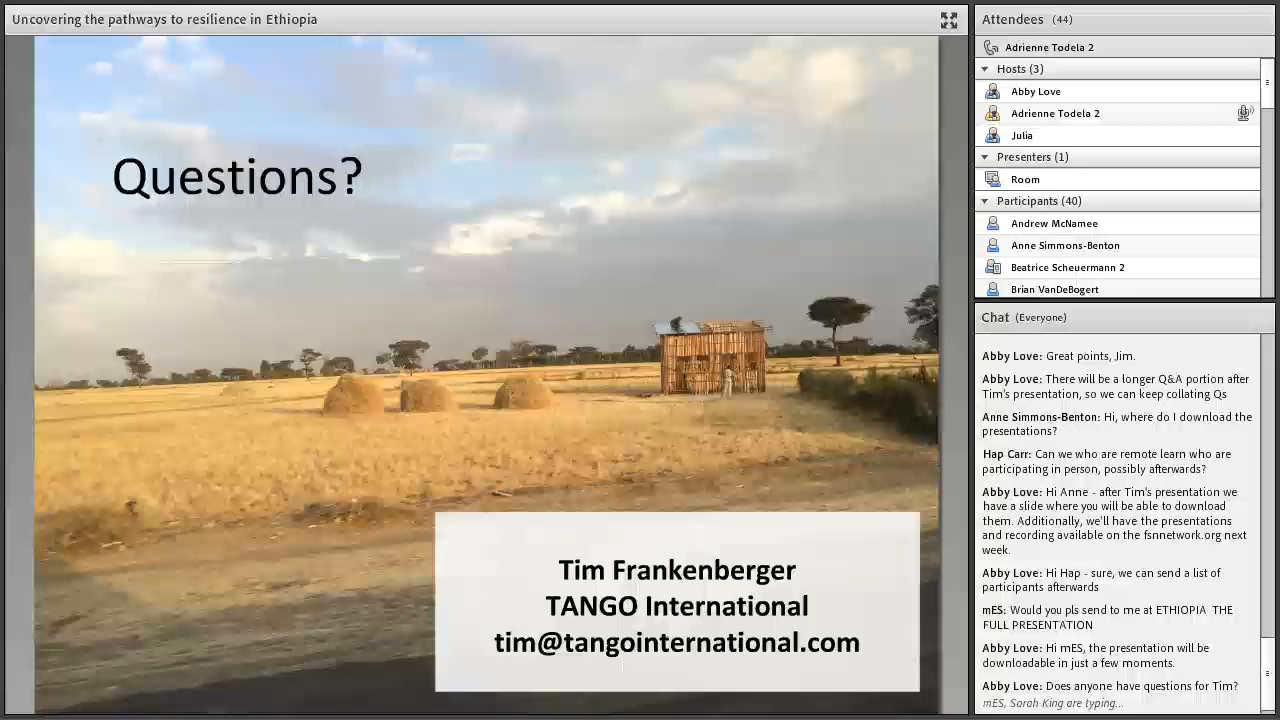 Uncovering the pathways to resilience in Ethiopia
Questions?
Tim Frankenberger
TANGO International
tim@tangointernational.com
Attendees (44)
Adrienne Todela 2
Hosts (3)
Abby Love
Adrienne Todela 2
Julia
Presenters (1)
Room
Participants (40)
Andrew McNamee
Anne Simmons-Benton
Beatrice Scheuermann 2
Brian VanDeBogert
Chat (Everyone)
Abby Love: Great points, Jim.
Abby Love: There will be a longer Q&A portion after
Tim's presentation, so we can keep collating Qs
Anne Simmons-Benton: Hi, where do I download the
presentations?
Hap Carr: Can we who are remote learn who are
participating in person, possibly afterwards?
Abby Love: Hi Anne - after Tim's presentation we
have a slide where you will be able to download
them. Additionally, we'll have the presentations
and recording available on the fsnnetwork.org next
week.
Abby Love: Hi Hap - sure, we can send a list of
participants afterwards
mES: Would you pls send to me at ETHIOPIA THE
FULL PRESENTATION
Abby Love: Hi mES, the presentation will be
downloadable in just a few moments.
Abby Love: Does anyone have questions for Tim?
mES, Sarah King are typing...